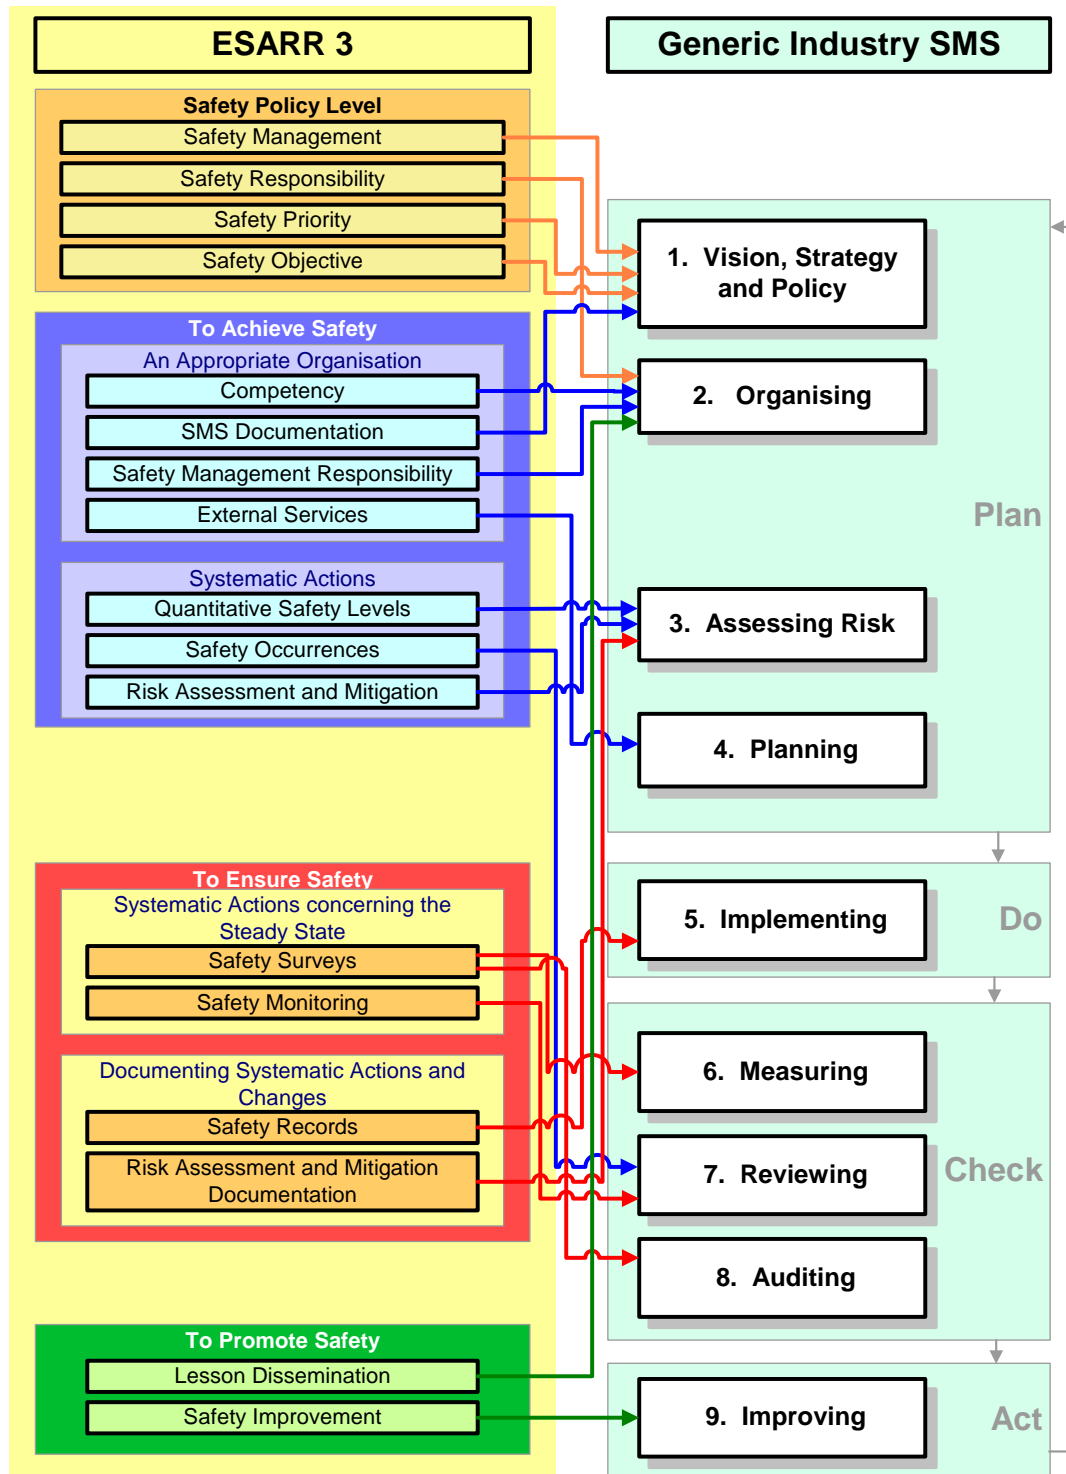 ESARR 3
Safety Policy Level
Safety Management
Safety Responsibility
Safety Priority
Safety Objective
To Achieve Safety
An Appropriate Organisation
Competency
SMS Documentation
Safety Management Responsibility
External Services
Systematic Actions
Quantitative Safety Levels
Safety Occurrences
Risk Assessment and Mitigation
To Ensure Safety
Systematic Actions concerning the
Steady State
Safety Surveys
Safety Monitoring
Documenting Systematic Actions and
Changes
Safety Records
Risk Assessment and Mitigation
Documentation
To Promote Safety
Lesson Dissemination
Safety Improvement
Generic Industry SMS
1. Vision, Strategy
and Policy
2. Organising
Plan
3. Assessing Risk
4. Planning
5. Implementing
Do
6. Measuring
7. Reviewing
Check
8. Auditing
9. Improving
Act